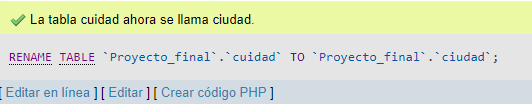 La tabla cuidad ahora se llama ciudad.
RENAME TABLE `Proyecto_final`.`cuidad` TO `Proyecto_final`.`ciudad`;
[ Editar en línea ] [ Editar ] [ Crear código PHP ]